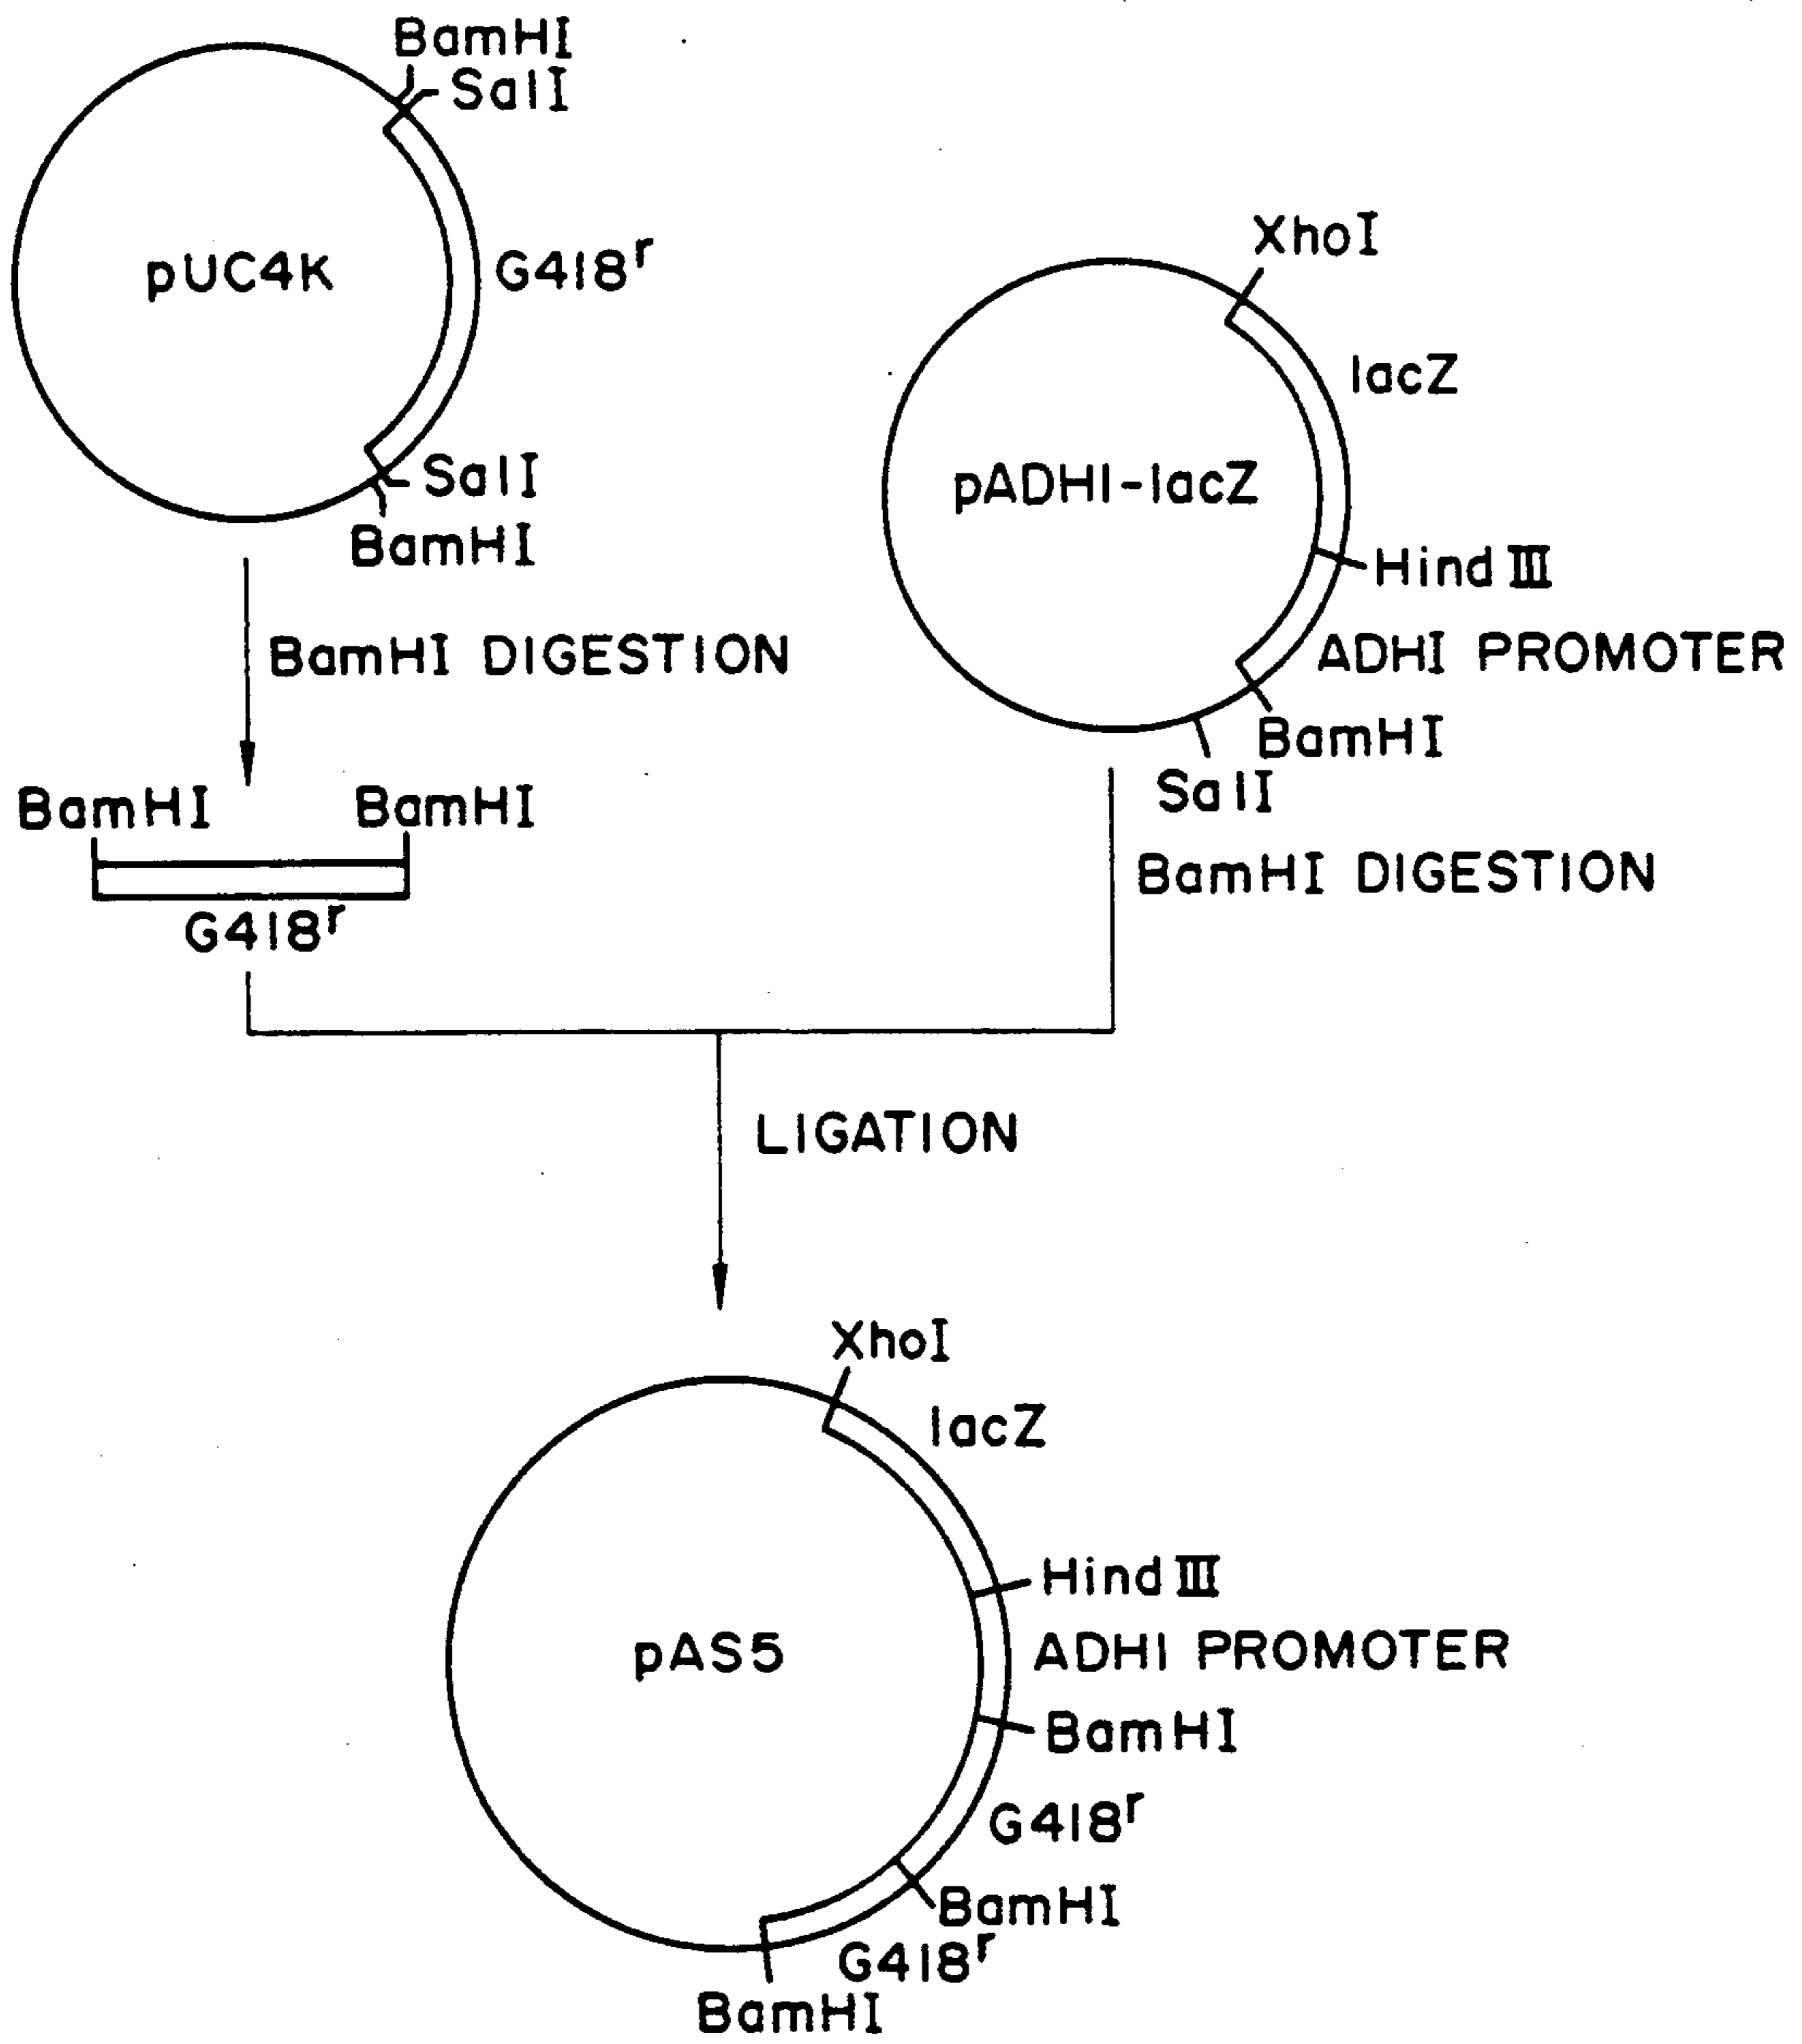 BamHI
SalI
pUC4K
G418r
SalI
BamHI
BamHI DIGESTION
BamHI BamHI
G418r
XhoI
lacZ
pADHI-lacZ
Hind III
ADHI PROMOTER
BamHI
SalI
BamHI DIGESTION
LIGATION
XhoI
lacZ
Hind III
pAS5
ADHI PROMOTER
BamHI
G418r
BamHI
G418r
BamHI